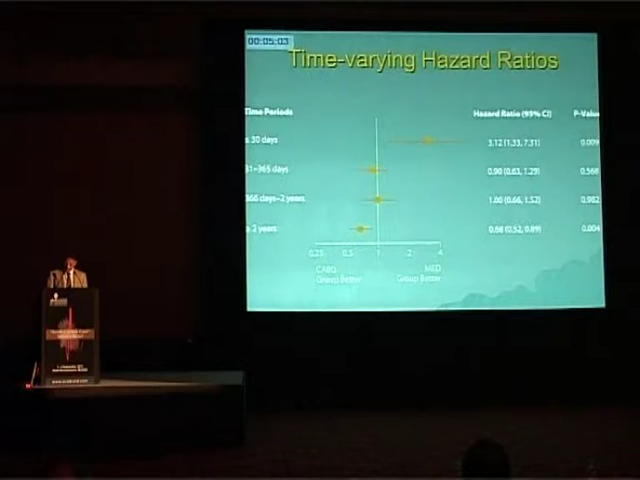 00:05:03
Time-varying Hazard Ratios
Time Periods Hazard Ratio (95% CI) P-Value
≤ 30 days 3.12 (1.33, 7.31) 0.009
31-365 days 0.90 (0.63, 1.29) 0.568
366 days-2 years 1.00 (0.66, 1.52) 0.982
≥ 2 years 0.68 (0.52, 0.89) 0.004
0.25 0.5 1 2 4
CABG MED
Group Better Group Better